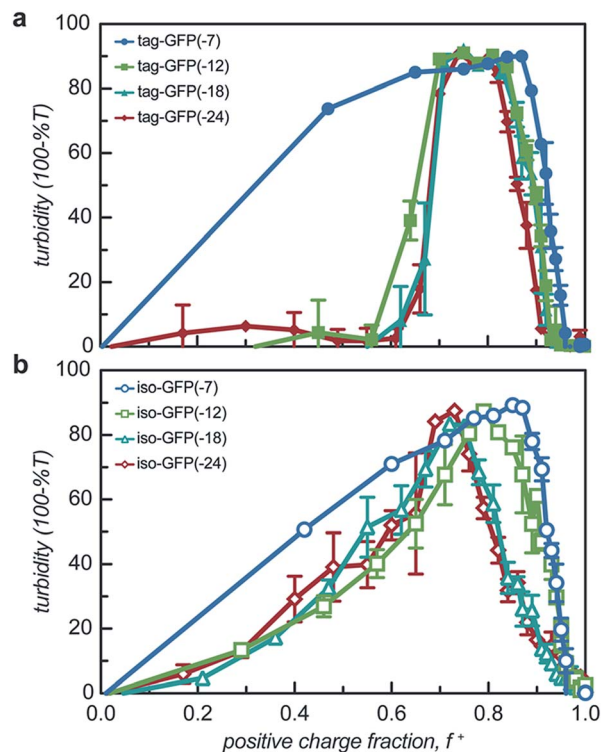 a
100
80
60
40
20
0
turbidity (100-%T)
tag-GFP(-7)
tag-GFP(-12)
tag-GFP(-18)
tag-GFP(-24)
b
100
80
60
40
20
0
turbidity (100-%T)
iso-GFP(-7)
iso-GFP(-12)
iso-GFP(-18)
iso-GFP(-24)
0.0 0.2 0.4 0.6 0.8 1.0
positive charge fraction, f +